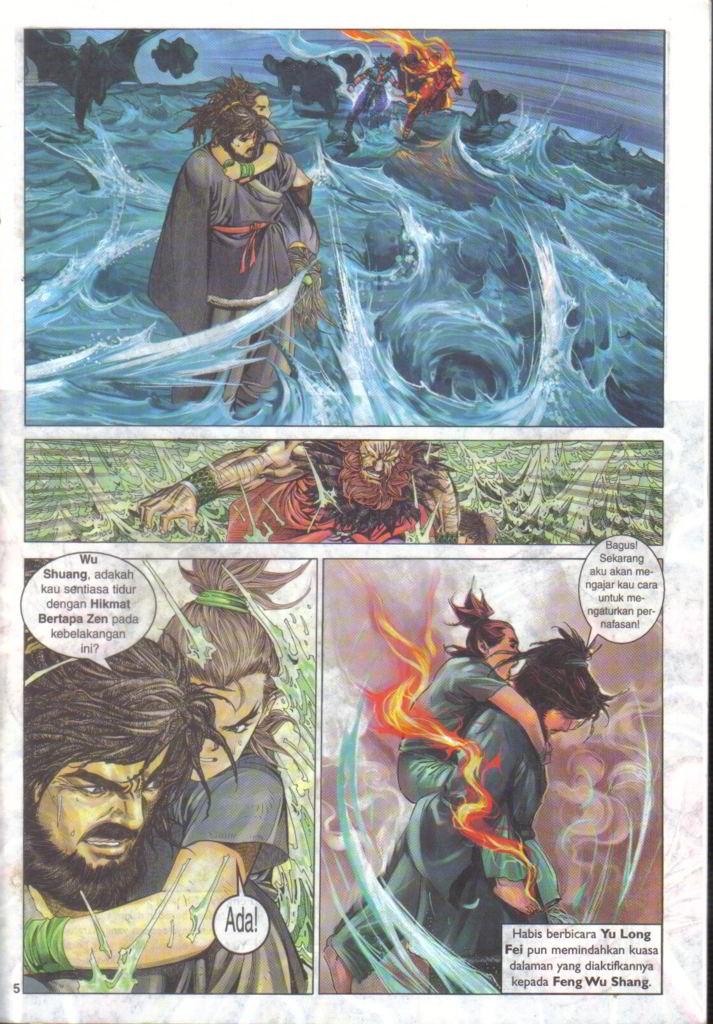 Wu
Shuang, adakah
kau sentiasa tidur
dengan Hikmat
Bertapa Zen pada
kebelakangan
ini?
Ada!
Bagus!
Sekarang
aku akan me-
ngajar kau cara
untuk me-
ngaturkan per-
nafasan!
Habis berbicara Yu Long
Fei pun memindahkan kuasa
dalaman yang diaktifkannya
kepada Feng Wu Shang.
5